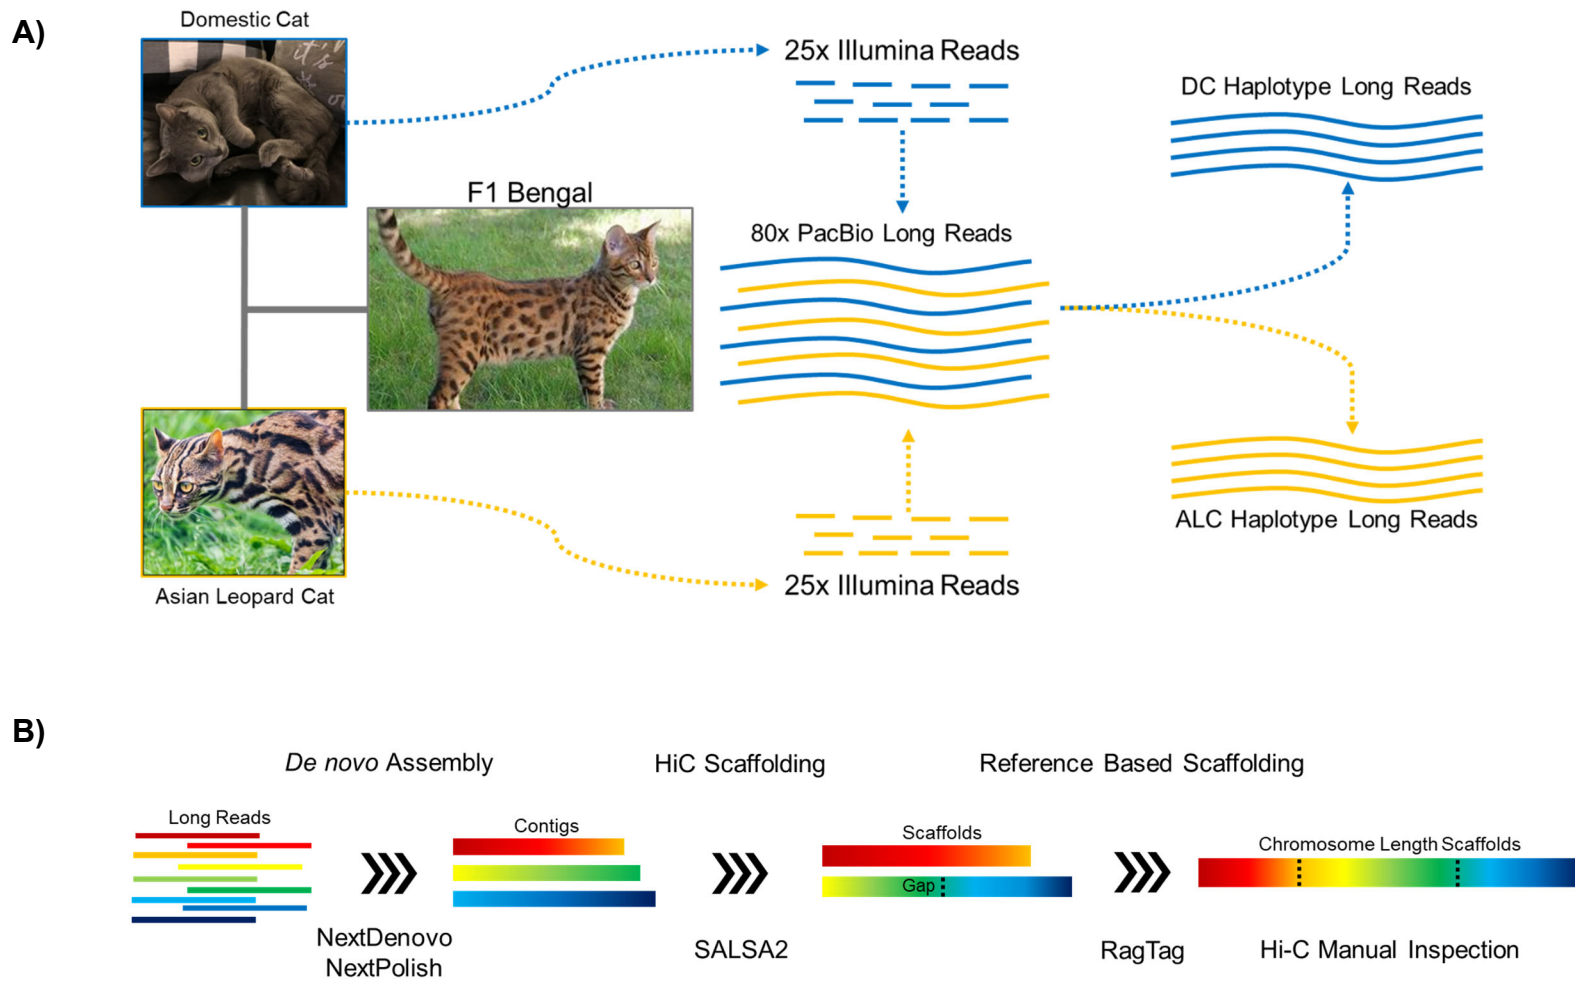 A)
Domestic Cat
it's
25x Illumina Reads
DC Haplotype Long Reads
F1 Bengal
80x PacBio Long Reads
ALC Haplotype Long Reads
25x Illumina Reads
Asian Leopard Cat
B)
De novo Assembly
HiC Scaffolding
Reference Based Scaffolding
Long Reads
Contigs
Scaffolds
Chromosome Length Scaffolds
Gap
NextDenovo
NextPolish
SALSA2
RagTag
Hi-C Manual Inspection